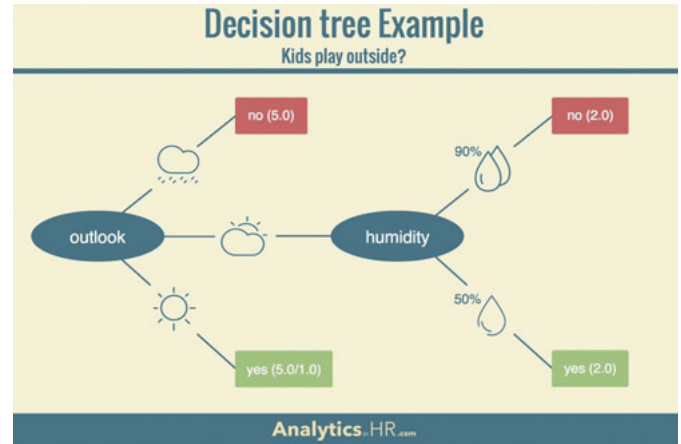 Decision tree Example
Kids play outside?
no (5.0)
no (2.0)
90%
outlook
humidity
50%
yes (5.0/1.0)
yes (2.0)
Analytics in HR.com